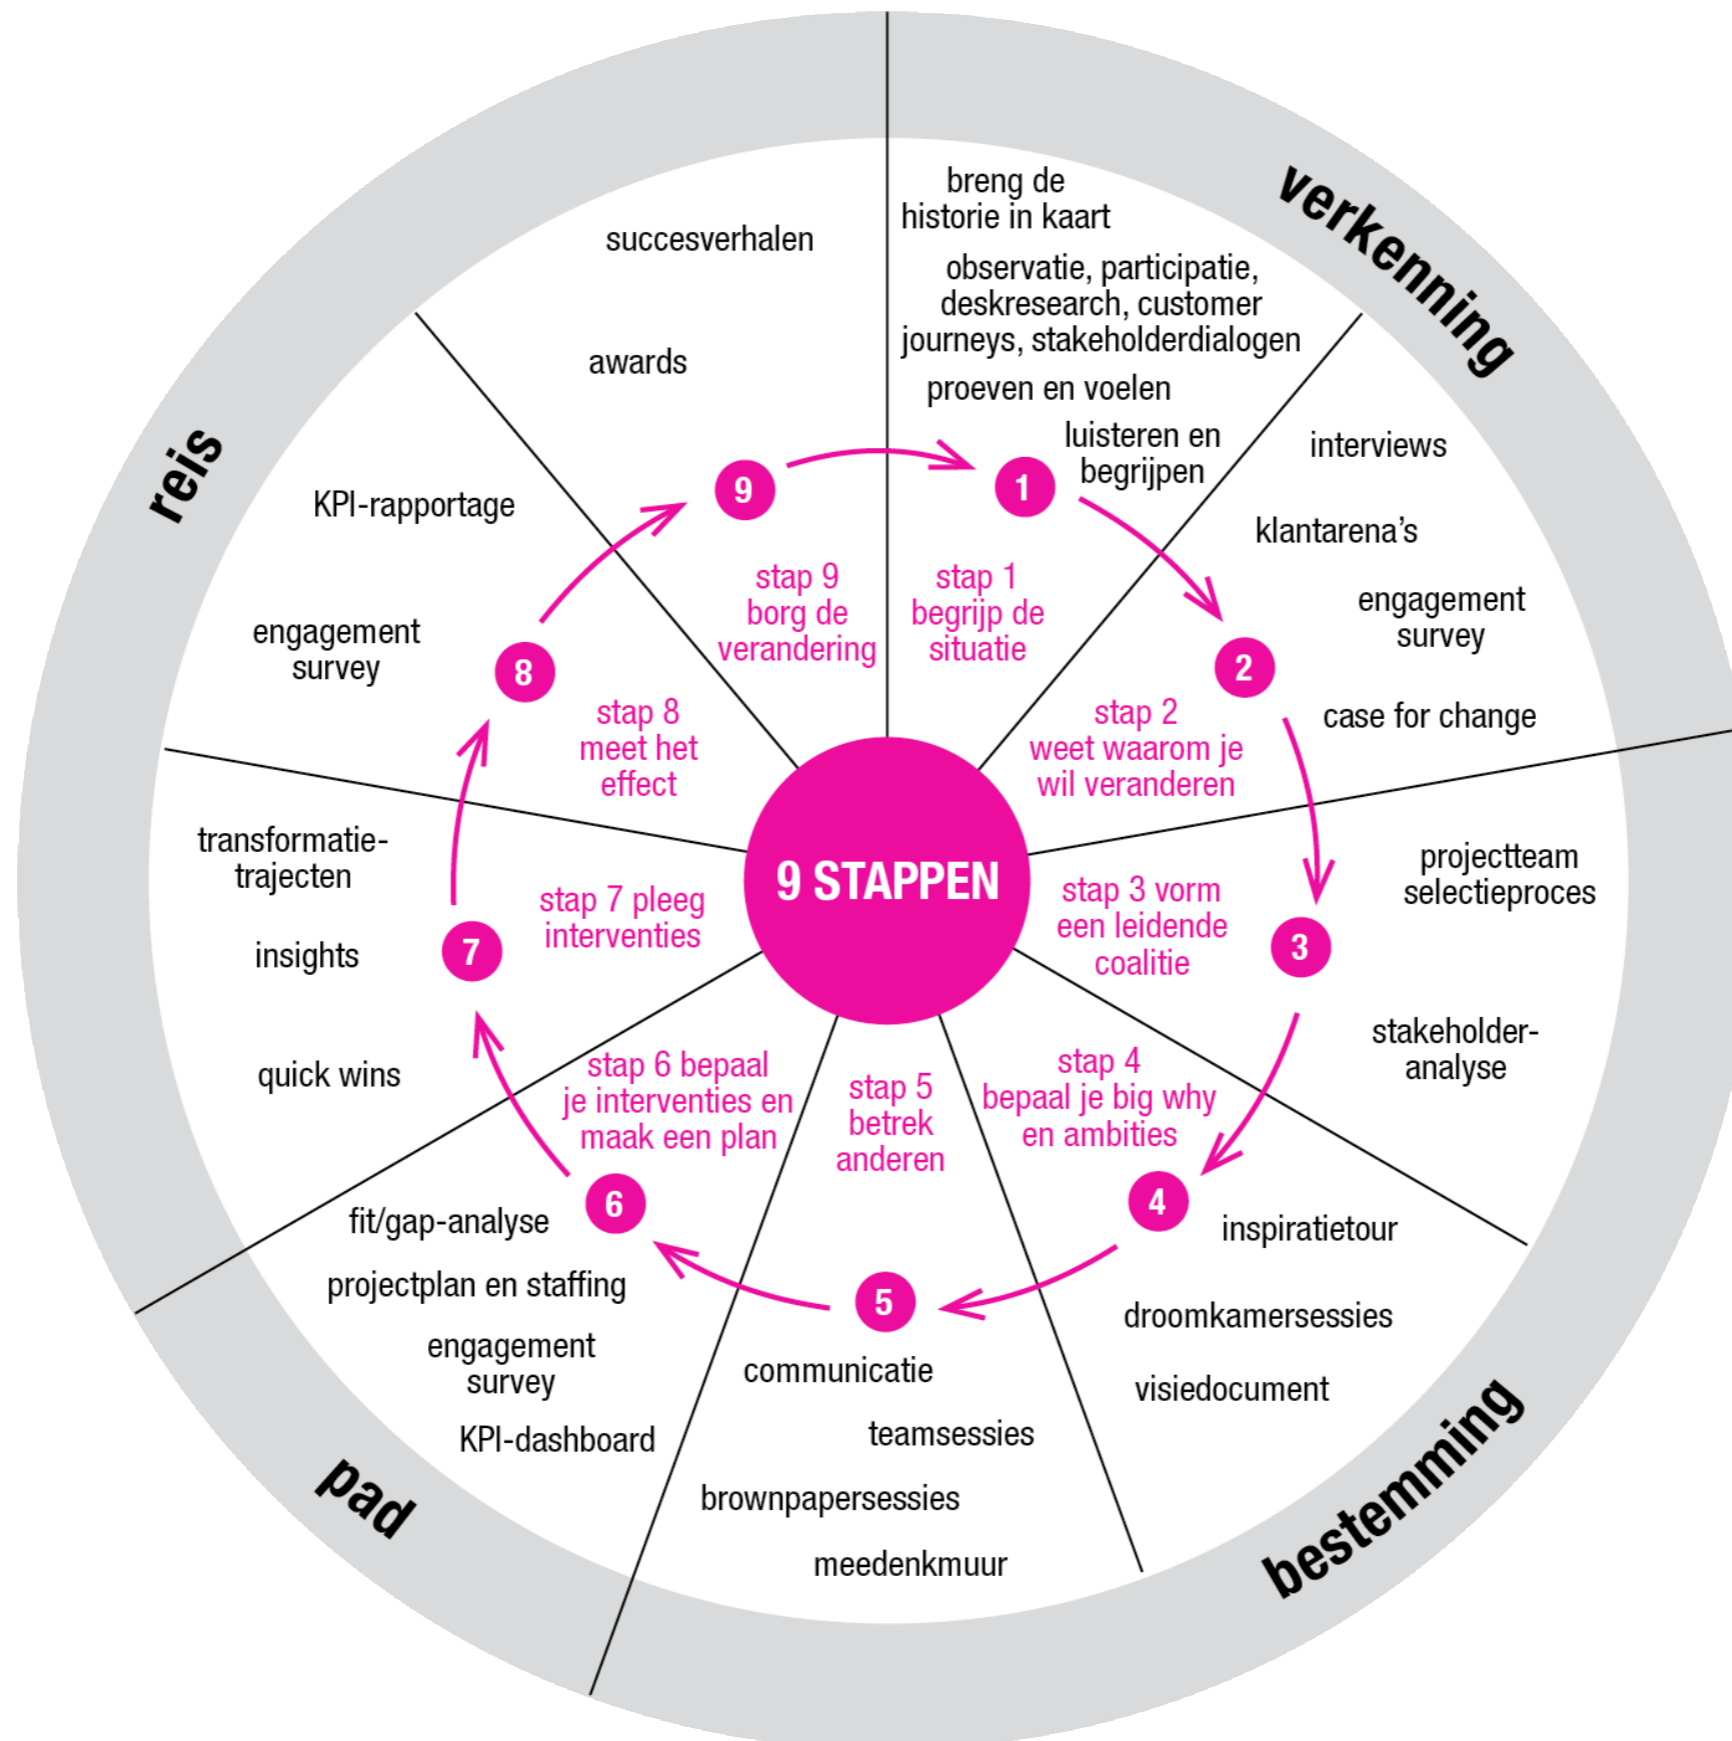 9 STAPPEN
verkenning
breng de
historie in kaart
observatie, participatie,
deskresearch, customer
journeys, stakeholderdialogen
proeven en voelen
luisteren en
begrijpen
1
stap 1
begrijp de
situatie
interviews
klantarena's
engagement
survey
case for change
2
stap 2
weet waarom je
wil veranderen
bestemming
projectteam
selectieproces
stakeholder-
analyse
3
stap 3 vorm
een leidende
coalitie
stap 4
bepaal je big why
en ambities
4
inspiratietour
droomkamersessies
visiedocument
stap 5
betrek
anderen
5
communicatie
teamsessies
brownpapersessies
meedenkmuur
pad
stap 6 bepaal
je interventies en
maak een plan
6
fit/gap-analyse
projectplan en staffing
engagement
survey
KPI-dashboard
reis
stap 7 pleeg
interventies
7
transformatie-
trajecten
insights
quick wins
KPI-rapportage
engagement
survey
8
stap 8
meet het
effect
succesverhalen
awards
9
stap 9
borg de
verandering